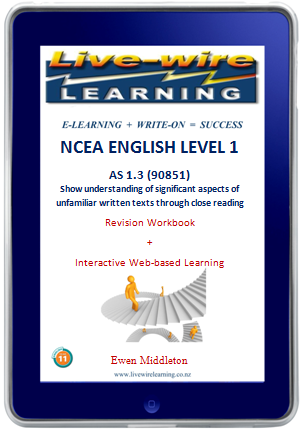 Live-wire
LEARNING
E-LEARNING + WRITE-ON = SUCCESS
NCEA ENGLISH LEVEL 1
AS 1.3 (90851)
Show understanding of significant aspects of
unfamiliar written texts through close reading
Revision Workbook
+
Interactive Web-based Learning
11
Ewen Middleton
www.livewirelearning.co.nz